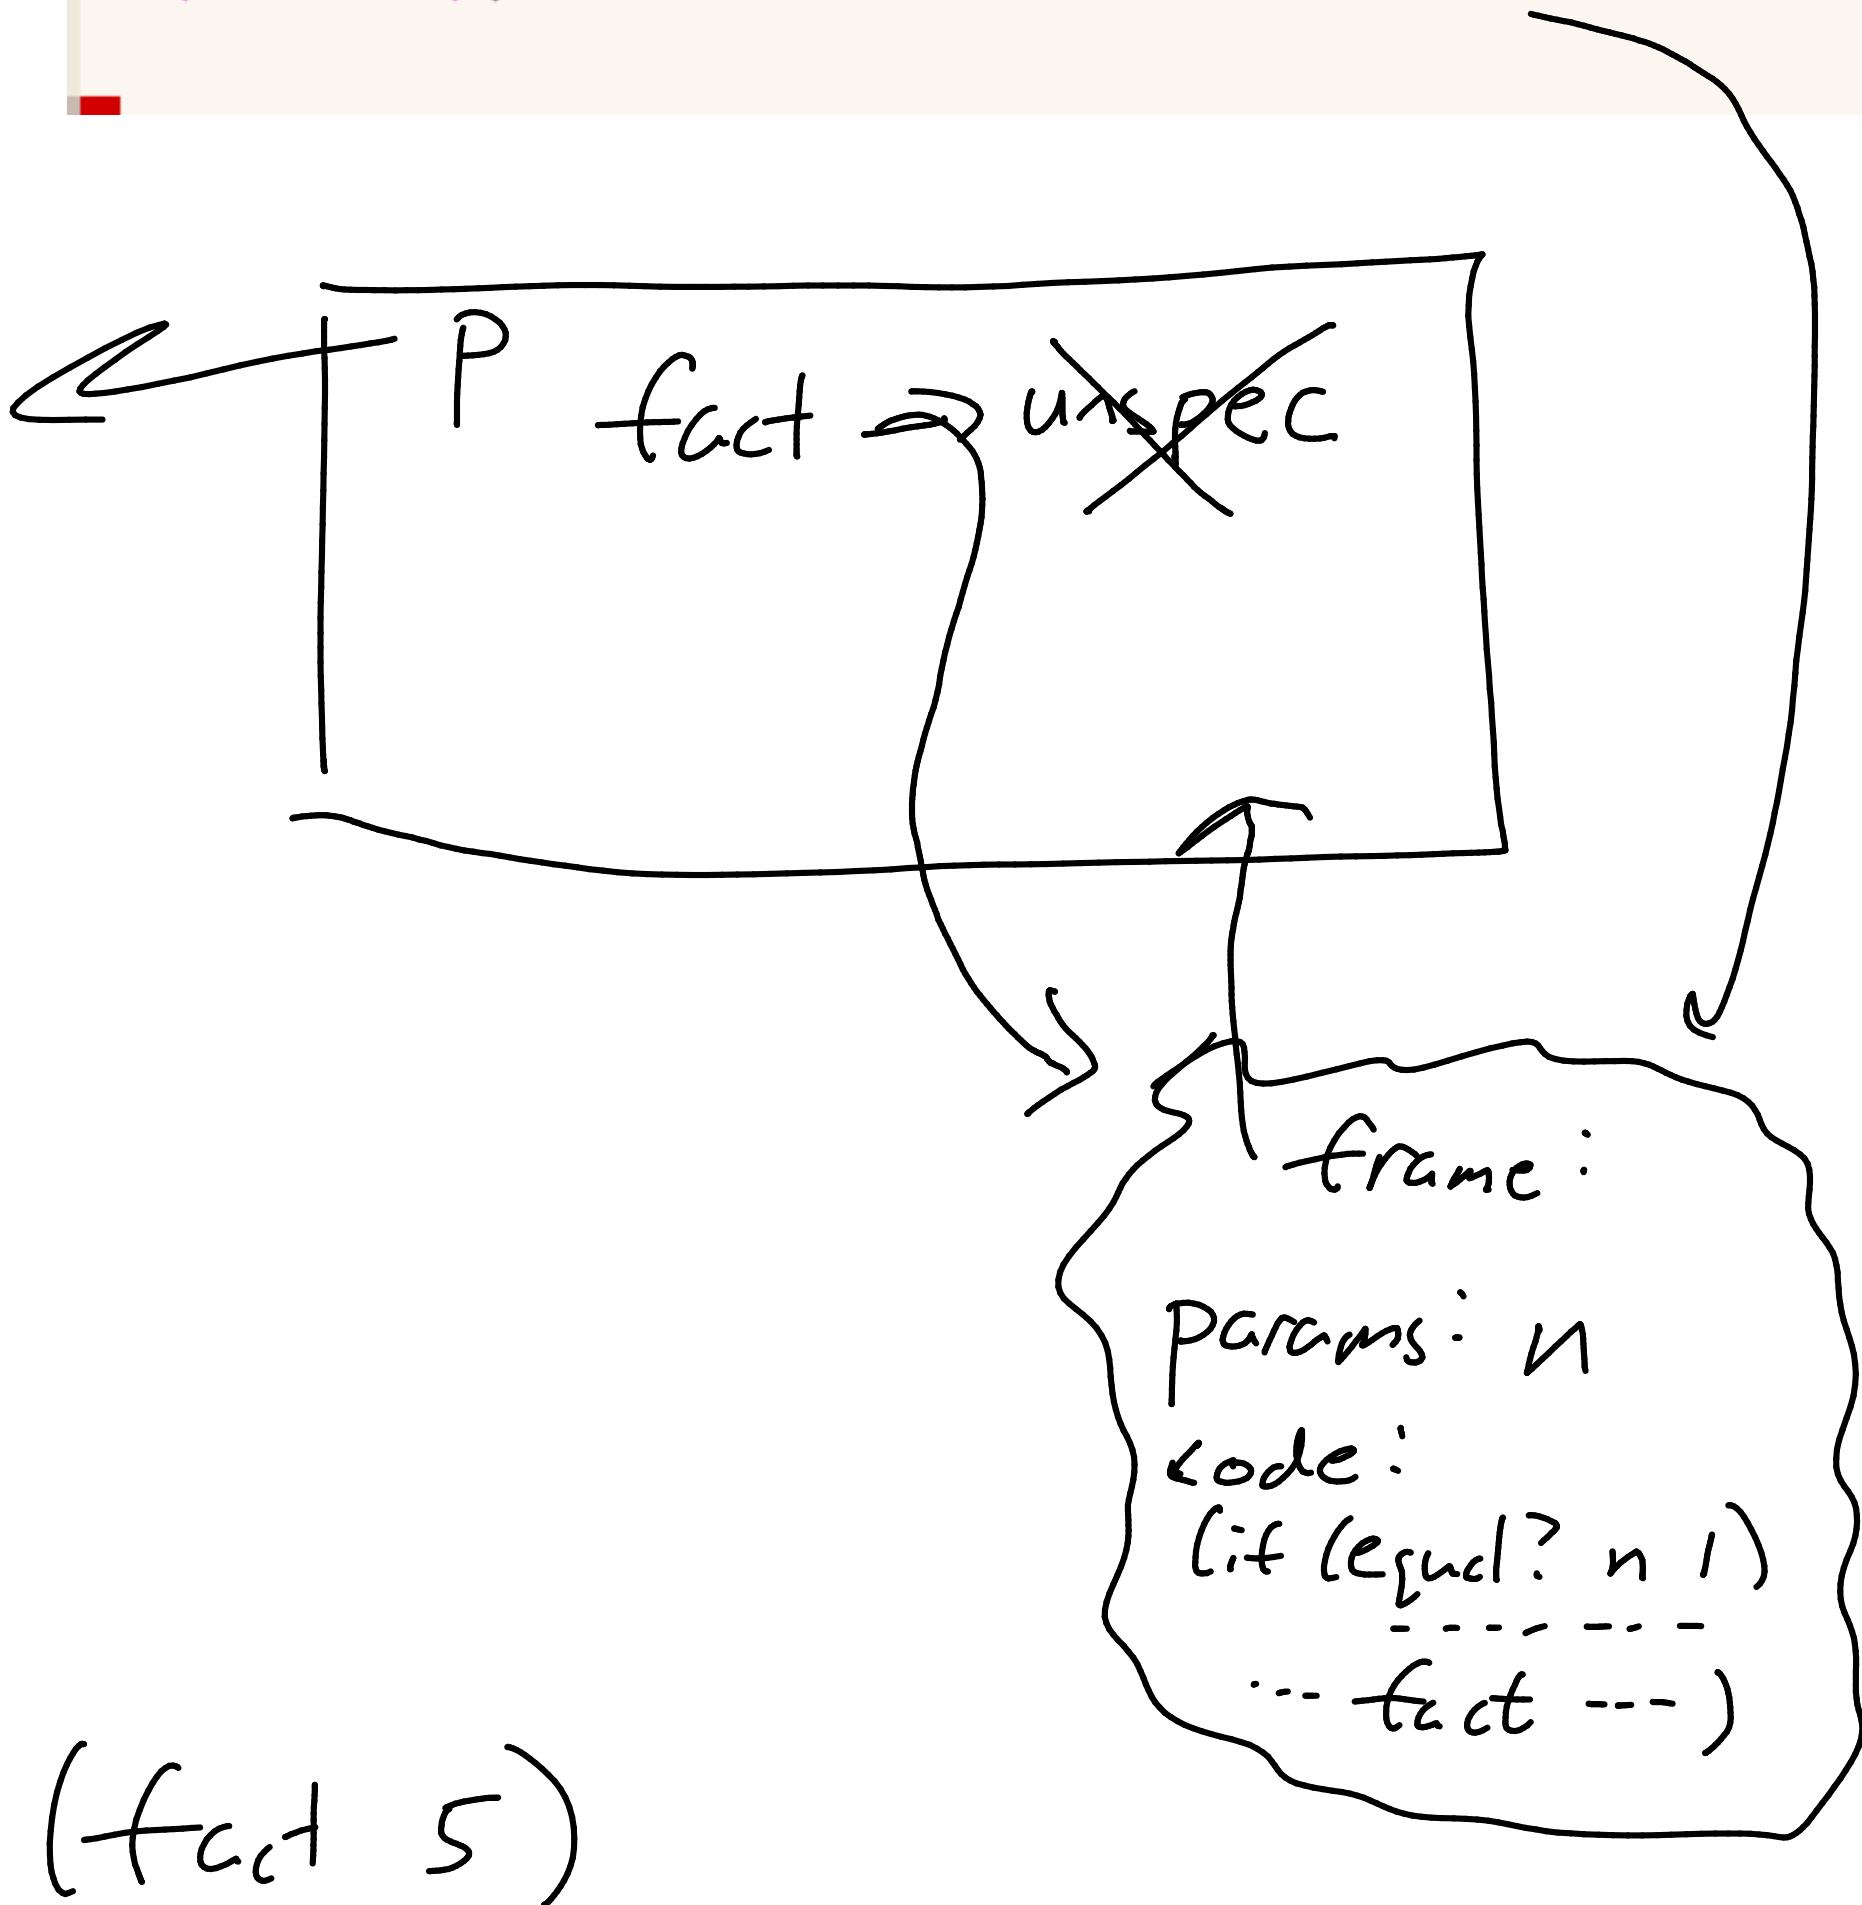 P
fact → unspec
frame:
params: n
code:
(if (equal? n 1)
- - - - - - -
--- fact ---)
(fact 5)